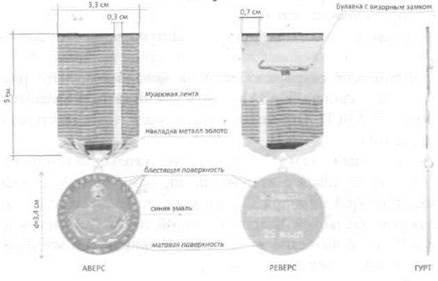 3,3 см
0,3 см
0,7 см
Булавка с визорным замком
5 см
Муаровая лента
накладка металл золото
блестящая поверхность
синяя эмаль
d=3,4 см
матовая поверхность
25 жыл
АВЕРС
РЕВЕРС
ГУРТ